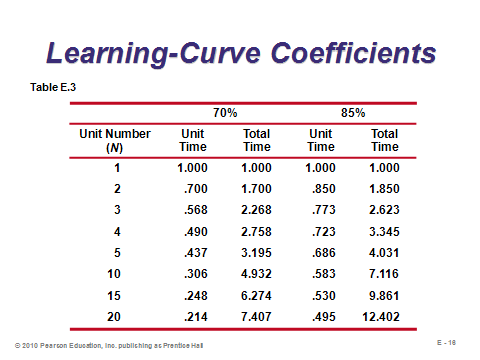 Learning-Curve Coefficients
Table E.3
70% 85%
Unit Number (N) Unit Time Total Time Unit Time Total Time
1 1.000 1.000 1.000 1.000
2 .700 1.700 .850 1.850
3 .568 2.268 .773 2.623
4 .490 2.758 .723 3.345
5 .437 3.195 .686 4.031
10 .306 4.932 .583 7.116
15 .248 6.274 .530 9.861
20 .214 7.407 .495 12.402
© 2010 Pearson Education, Inc. publishing as Prentice Hall
E - 16